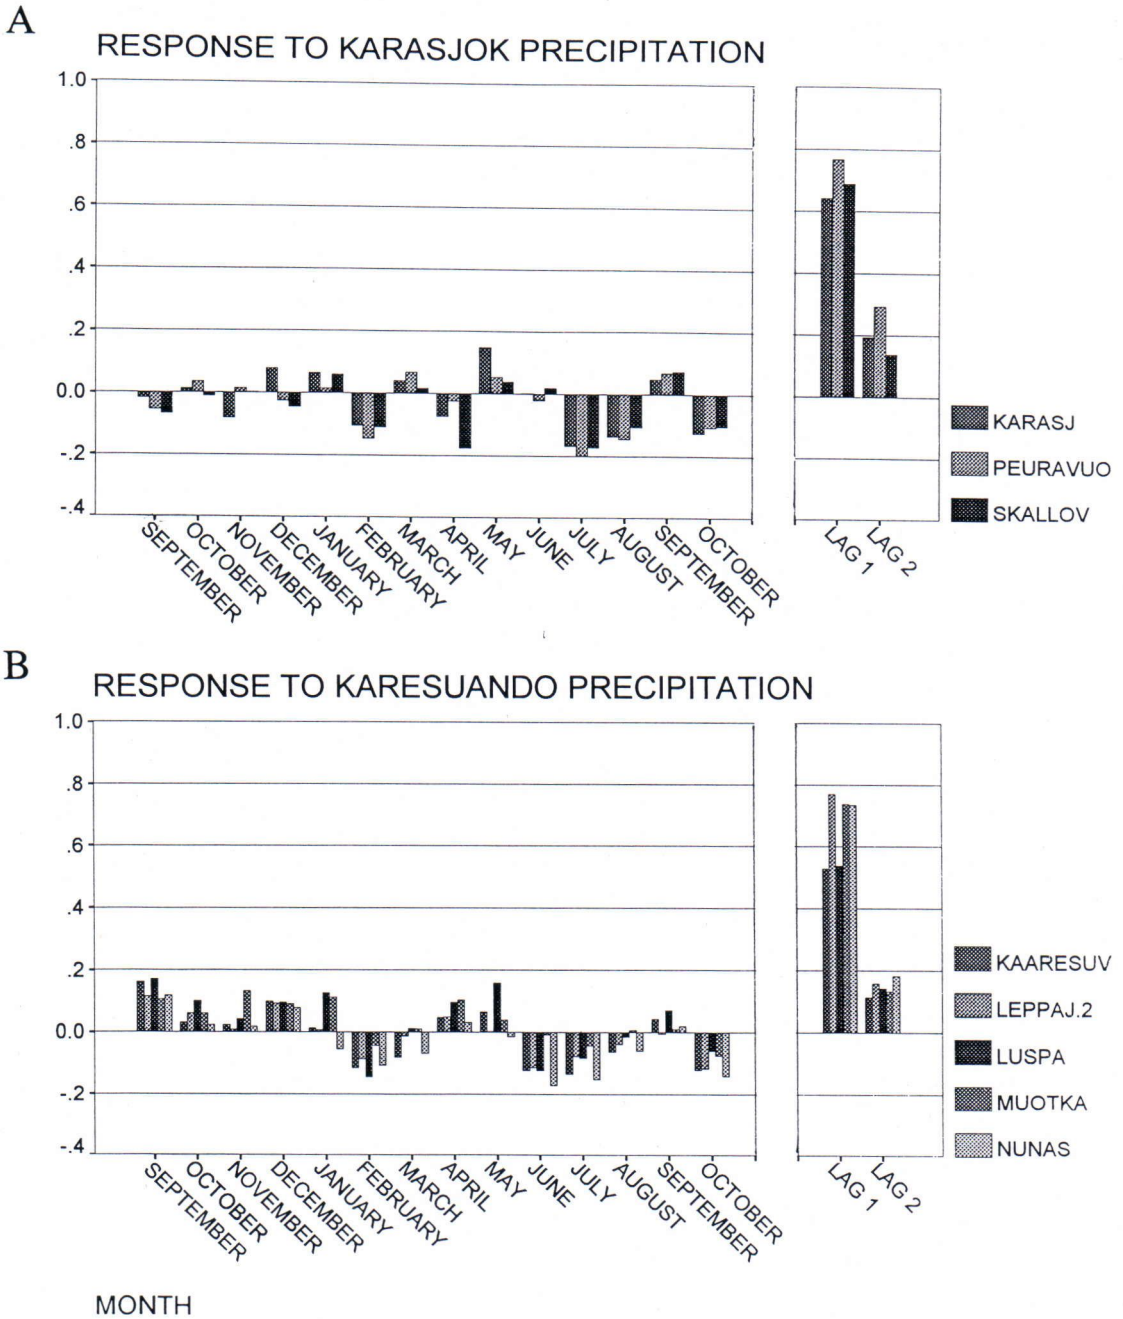 A
RESPONSE TO KARASJOK PRECIPITATION
1.0
.8
.6
.4
.2
0.0
-.2
-.4
SEPTEMBER
OCTOBER
NOVEMBER
DECEMBER
JANUARY
FEBRUARY
MARCH
APRIL
MAY
JUNE
JULY
AUGUST
SEPTEMBER
OCTOBER
LAG 1
LAG 2
KARASJ
PEURAVUO
SKALLOV
B
RESPONSE TO KARESUANDO PRECIPITATION
1.0
.8
.6
.4
.2
0.0
-.2
-.4
SEPTEMBER
OCTOBER
NOVEMBER
DECEMBER
JANUARY
FEBRUARY
MARCH
APRIL
MAY
JUNE
JULY
AUGUST
SEPTEMBER
OCTOBER
LAG 1
LAG 2
KAARESUV
LEPPAJ.2
LUSPA
MUOTKA
NUNAS
MONTH